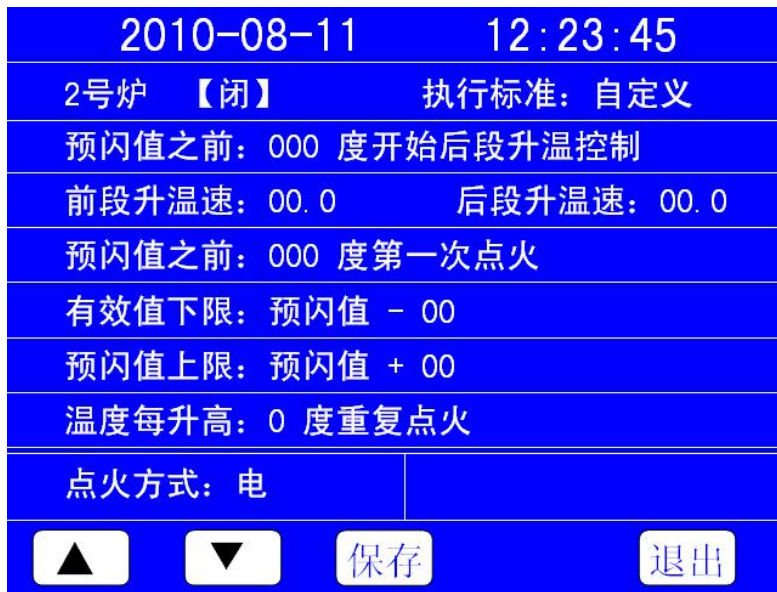 2010-08-11 12:23:45
2号炉 【闭】 执行标准：自定义
预闪值之前：000 度开始后段升温控制
前段升温速：00.0 后段升温速：00.0
预闪值之前：000 度第一次点火
有效值下限：预闪值 - 00
预闪值上限：预闪值 + 00
温度每升高：0 度重复点火
点火方式：电
▲ ▼ 保存 退出